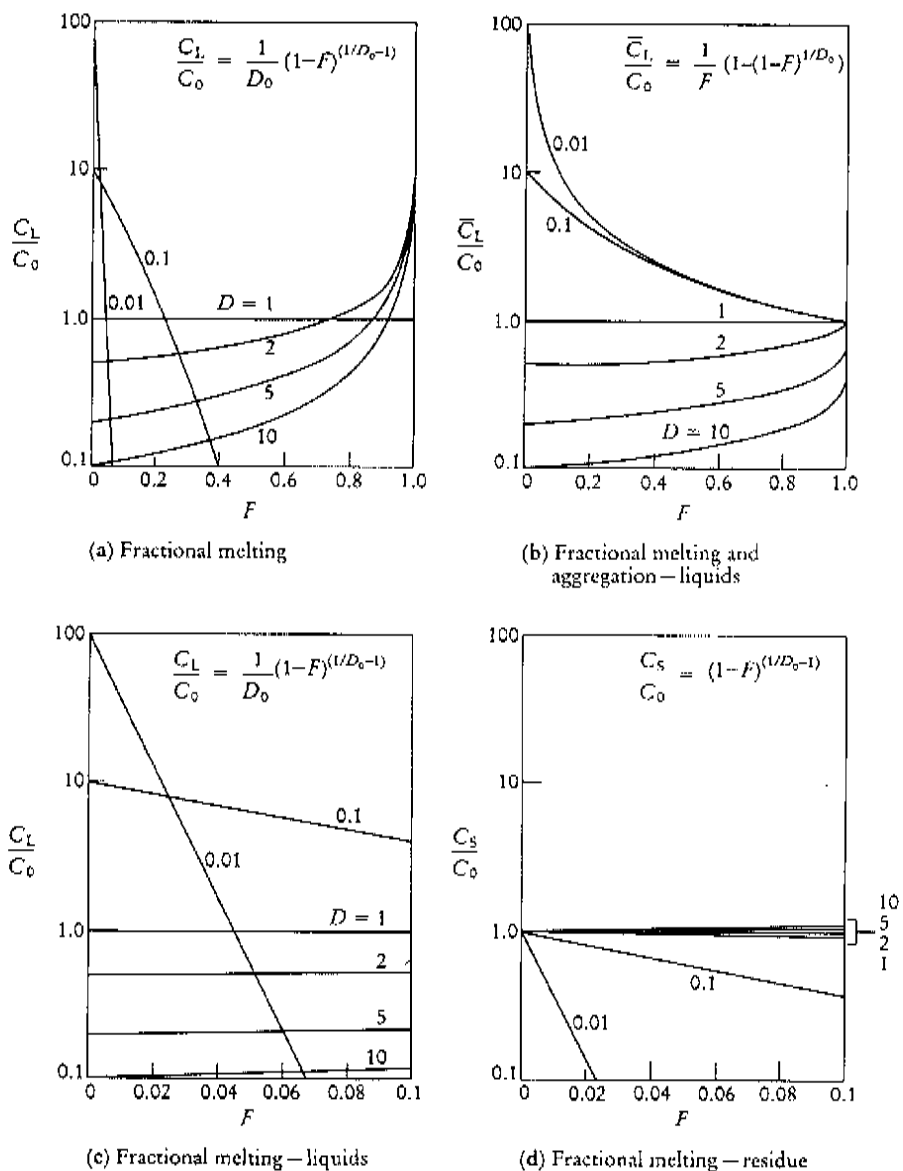 100
10
1.0
0.1
C_L/C_0
C_L/C_0 = 1/D_0 (1–F)^(1/D_0–1)
0.01
0.1
D = 1
2
5
10
0 0.2 0.4 0.6 0.8 1.0
F
(a) Fractional melting
100
10
1.0
0.1
C̅_L/C_0
C̅_L/C_0 = 1/F (1–(1–F)^1/D_0)
0.01
0.1
1
2
5
D = 10
0 0.2 0.4 0.6 0.8 1.0
F
(b) Fractional melting and
aggregation – liquids
100
10
1.0
0.1
C_L/C_0
C_L/C_0 = 1/D_0 (1–F)^(1/D_0–1)
0.1
0.01
D = 1
2
5
10
0 0.02 0.04 0.06 0.08 0.1
F
(c) Fractional melting – liquids
100
10
1.0
0.1
C_S/C_0
C_S/C_0 = (1–F)^(1/D_0–1)
10
5
2
1
0.1
0.01
0 0.02 0.04 0.06 0.08 0.1
F
(d) Fractional melting – residue